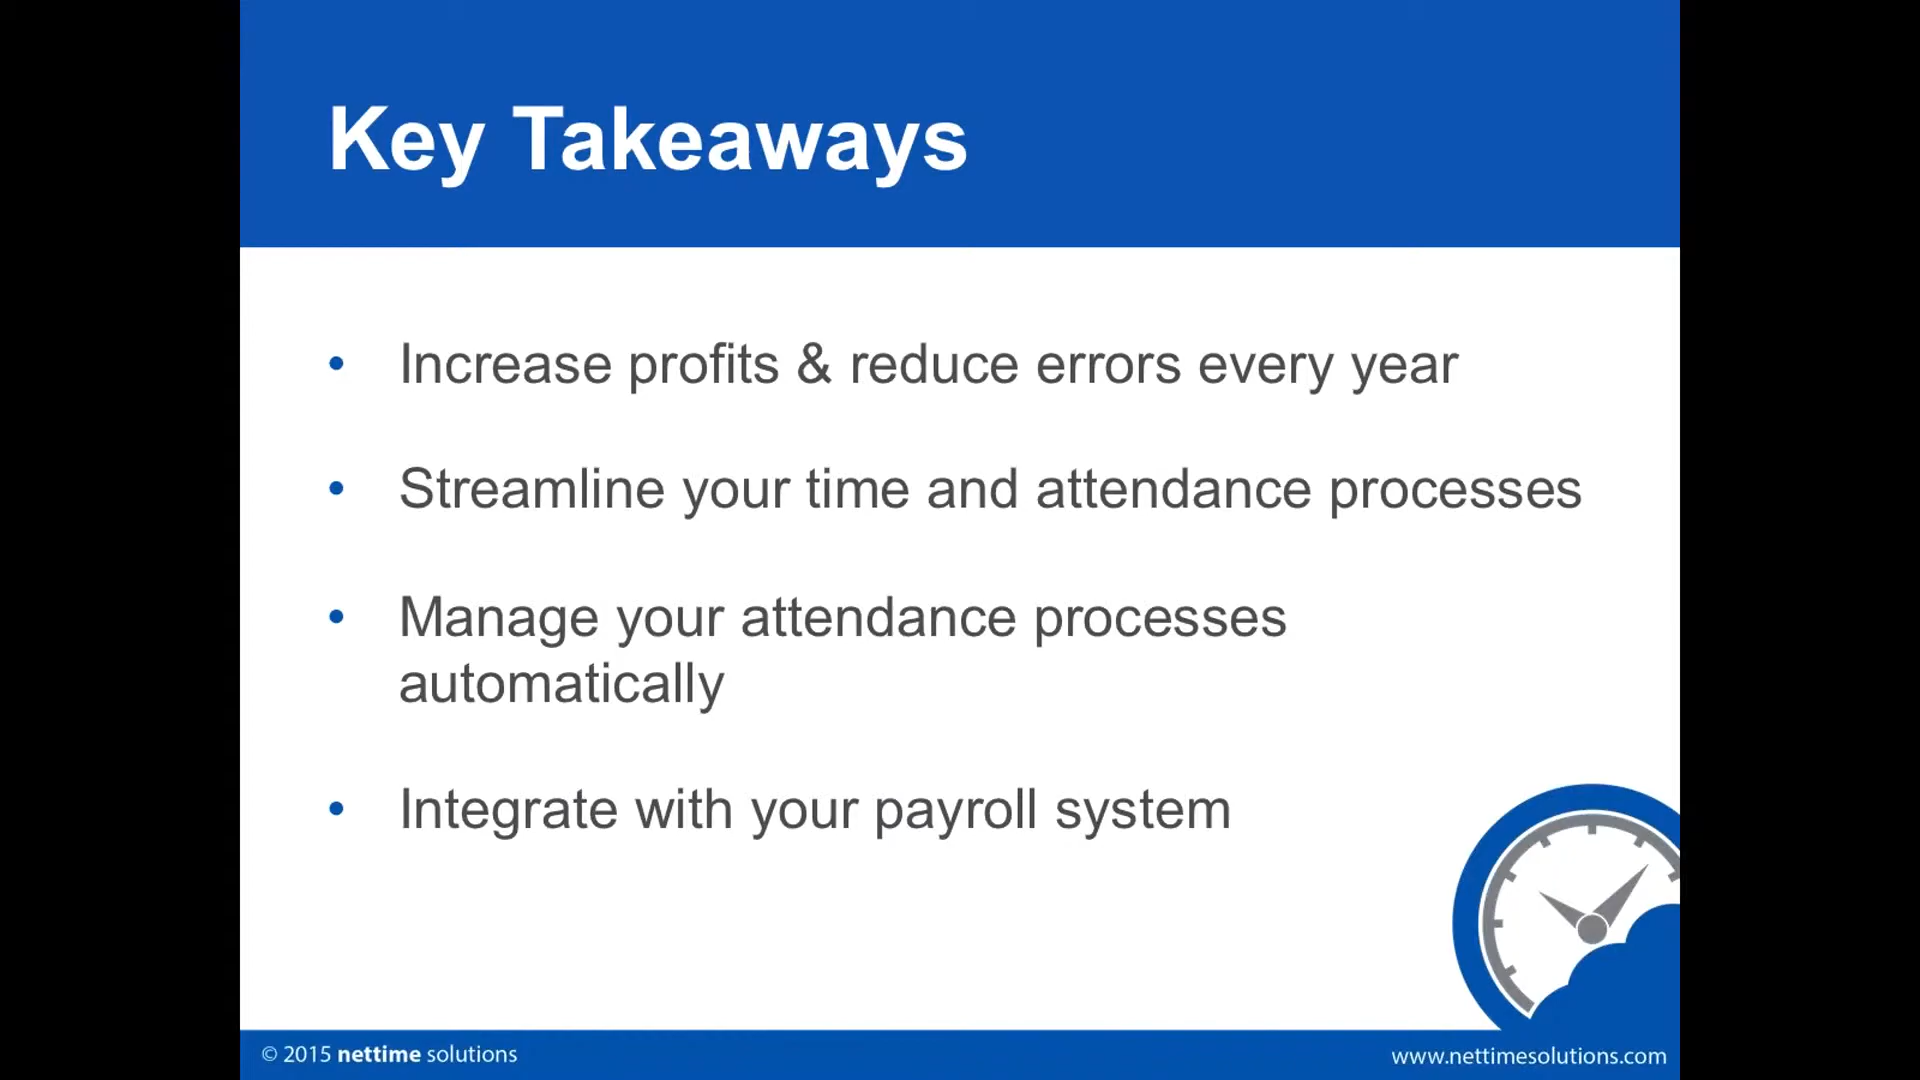 Key Takeaways
• Increase profits & reduce errors every year
• Streamline your time and attendance processes
• Manage your attendance processes
automatically
• Integrate with your payroll system
© 2015 nettime solutions
www.nettimesolutions.com